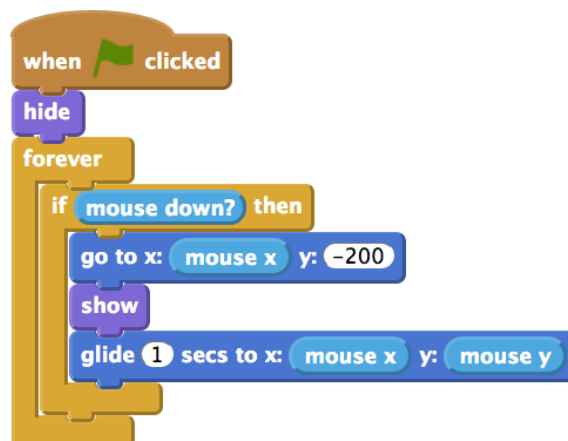 when clicked
hide
forever
if mouse down? then
go to x: mouse x y: -200
show
glide 1 secs to x: mouse x y: mouse y